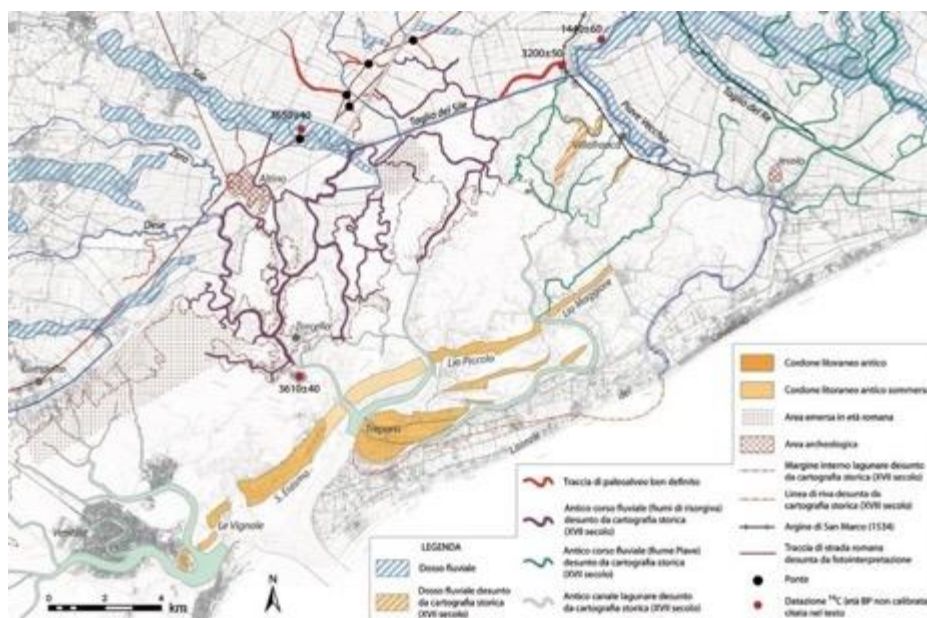 1440±60
3200±50
Sile
Piave Vecchia
Taglio del Re
Taglio del Sile
3650±40
Zero
Altino
Jesolo
Dese
Lio Maggiore
Torcello
Lio Piccolo
3610±40
Treporti
del
S. Erasmo
Le Vignole
Venezia
Cordone litoraneo antico
Cordone litoraneo antico sommerso
Area emersa in età romana
Area archeologica
Margine interno lagunare desunto
da cartografia storica (XVII secolo)
Linea di riva desunta da
cartografia storica (XVIII secolo)
Argine di San Marco (1534)
Traccia di strada romana
desunta da fotointerpretazione
Ponte
Datazione ¹⁴C (età BP non calibrata)
citata nel testo
Traccia di paleoalveo ben definito
Antico corso fluviale (fiumi di risorgiva)
desunto da cartografia storica
(XVII secolo)
Antico corso fluviale (fiume Piave)
desunto da cartografia storica
(XVII secolo)
Antico canale lagunare desunto
da cartografia storica (XVII secolo)
LEGENDA
Dosso fluviale
Dosso fluviale desunto
da cartografia storica
(XVII secolo)
N
0 2 4
km